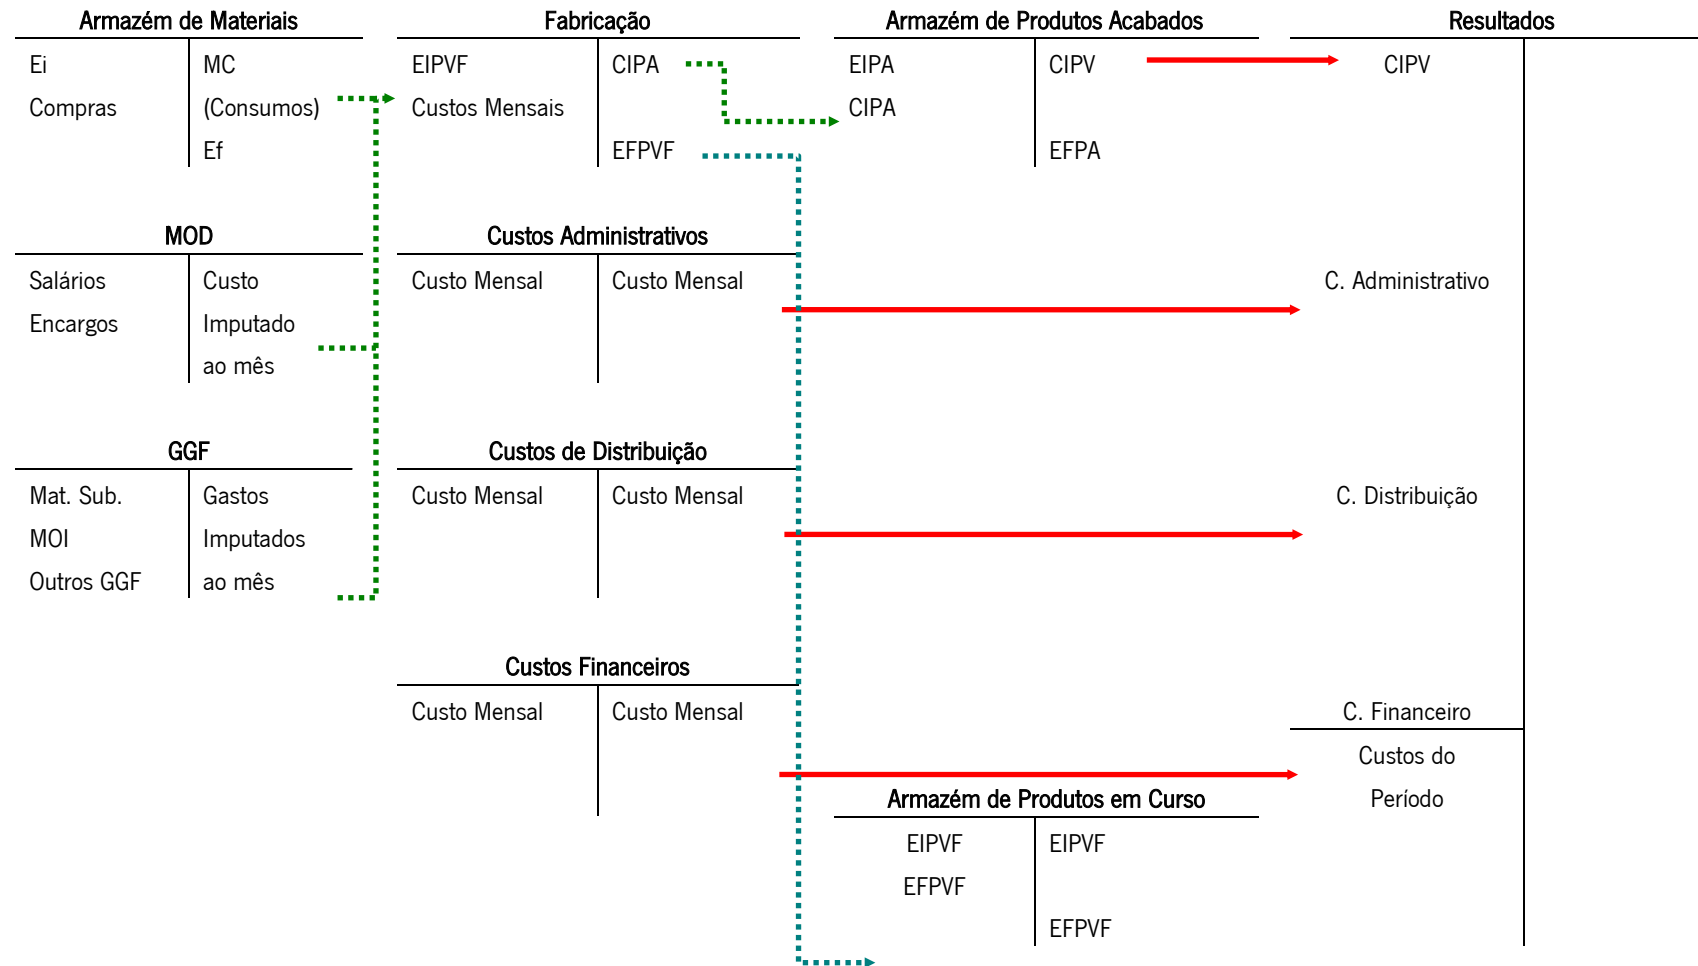 Armazém de Materiais
Ei
MC
Compras
(Consumos)
Ef
Fabricação
EIPVF
CIPA
Custos Mensais
EFPVF
Armazém de Produtos Acabados
EIPA
CIPV
CIPA
EFPA
Resultados
CIPV
MOD
Salários
Custo
Encargos
Imputado
ao mês
Custos Administrativos
Custo Mensal
Custo Mensal
C. Administrativo
GGF
Mat. Sub.
Gastos
MOI
Imputados
Outros GGF
ao mês
Custos de Distribuição
Custo Mensal
Custo Mensal
C. Distribuição
Custos Financeiros
Custo Mensal
Custo Mensal
C. Financeiro
Custos do
Período
Armazém de Produtos em Curso
EIPVF
EIPVF
EFPVF
EFPVF